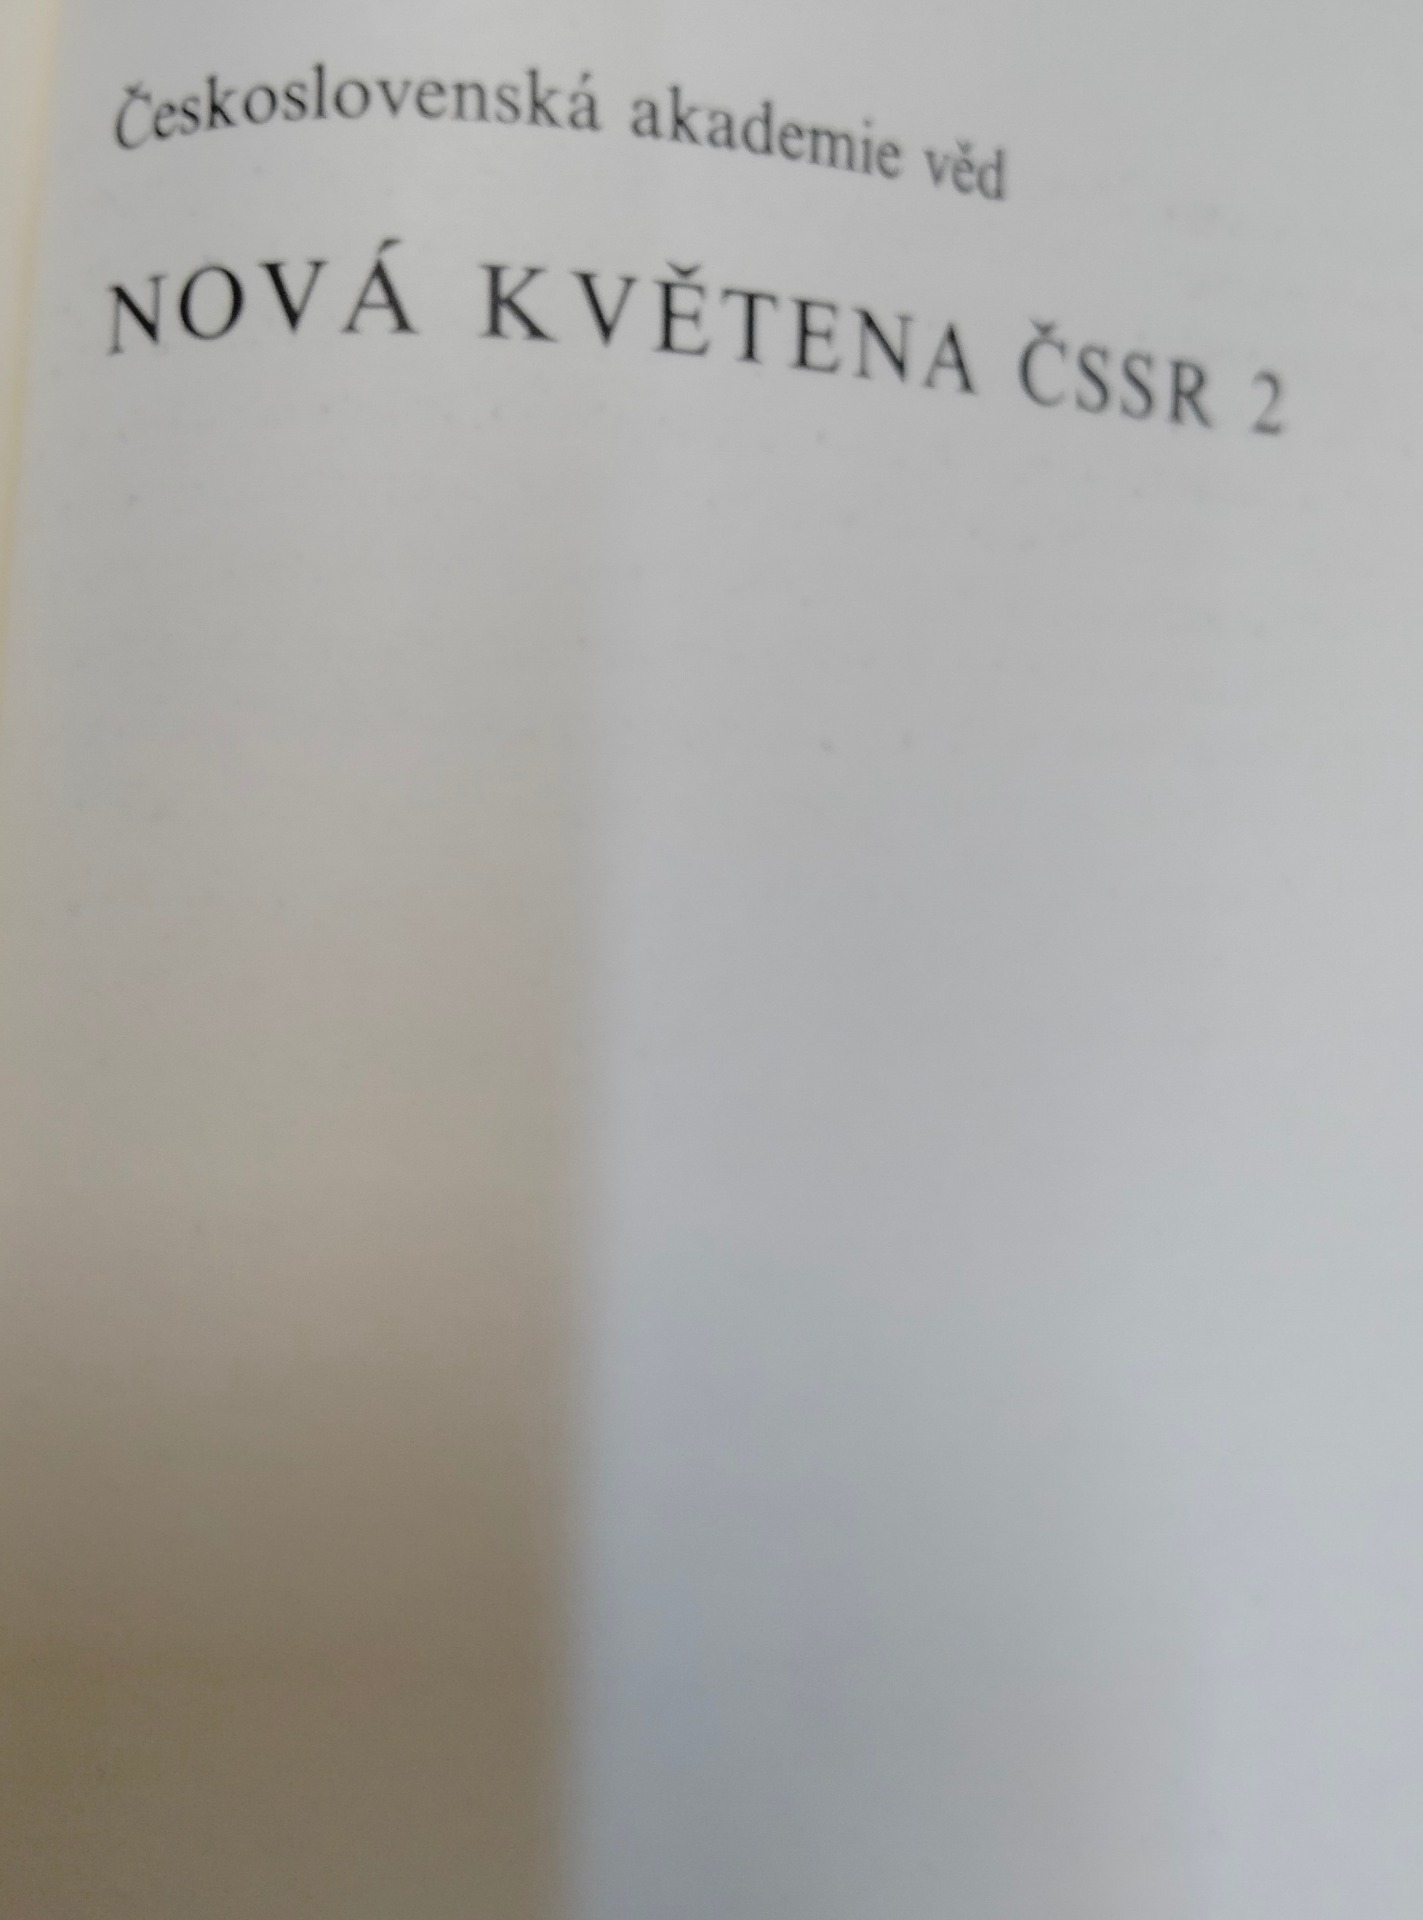 Československá akademie věd
NOVÁ KVĚTENA ČSSR 2